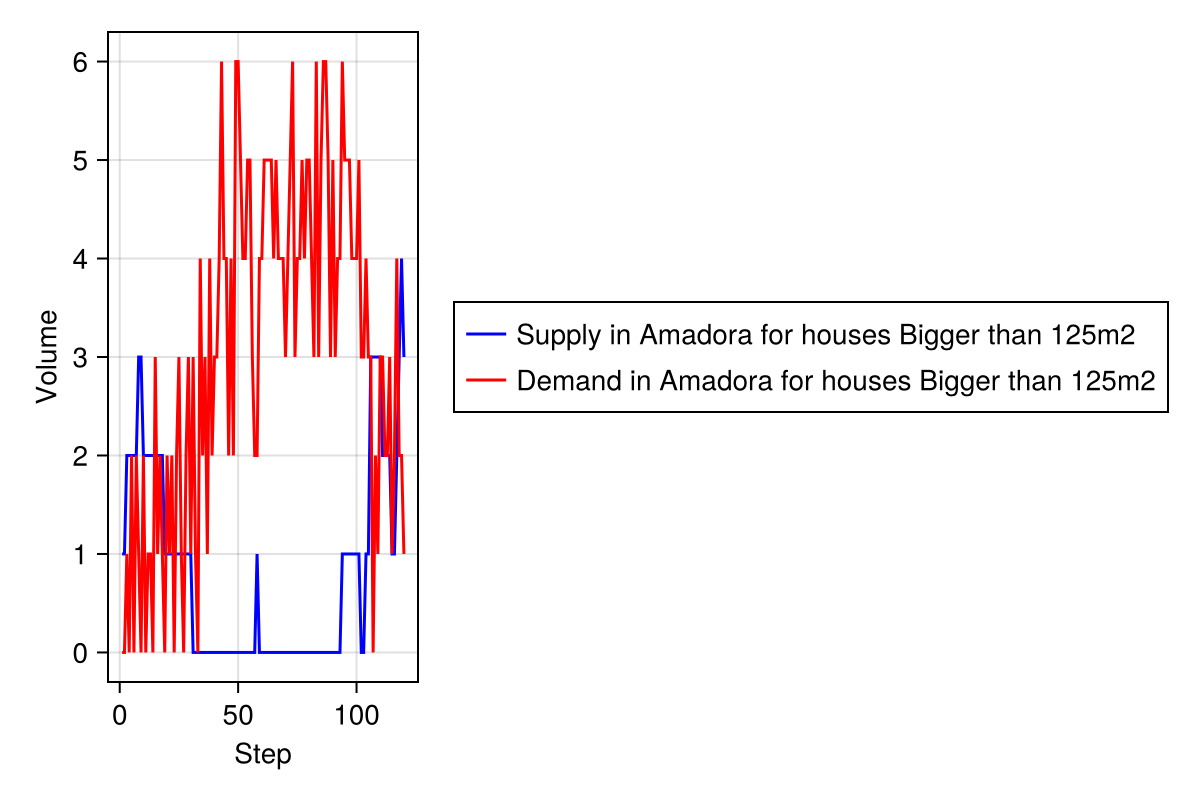 6
5
4
3
2
1
0
Volume
0 50 100
Step
Supply in Amadora for houses Bigger than 125m2
Demand in Amadora for houses Bigger than 125m2